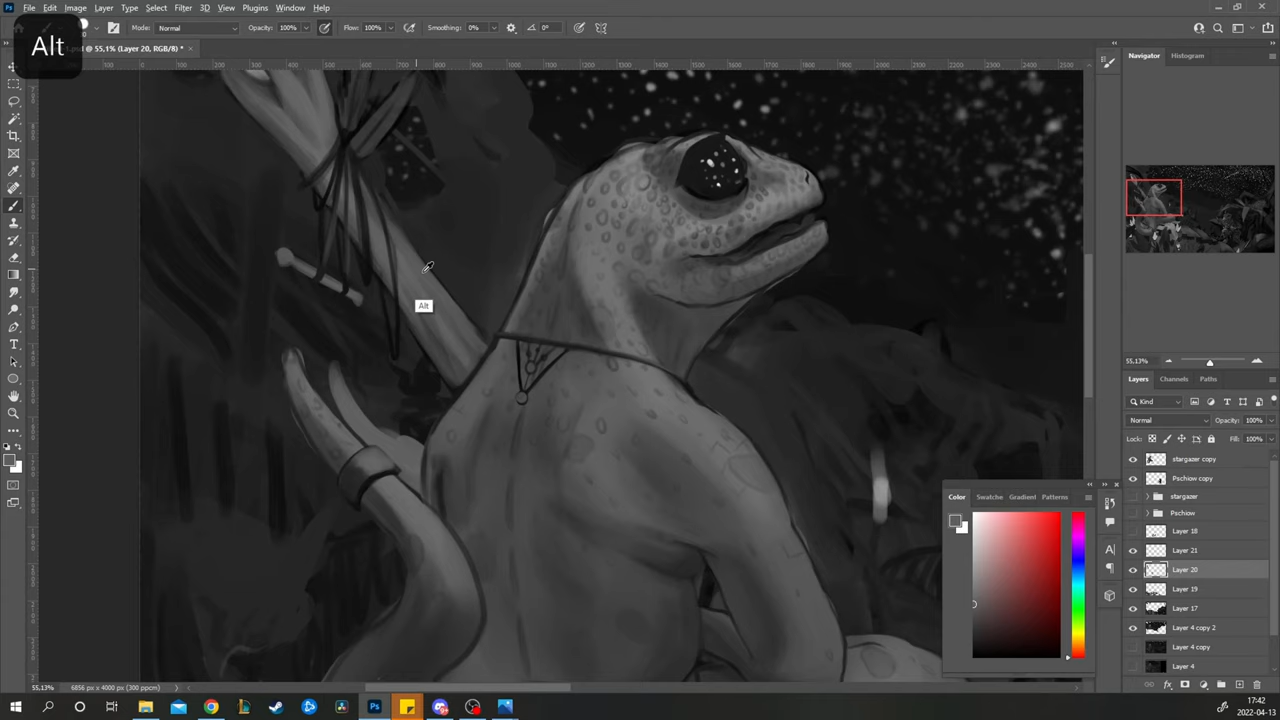 File Edit Image Layer Type Select Filter 3D View Plugins Window Help
Alt
Mode: Normal Opacity: 100% Flow: 100% Smoothing: 0% 0°
@ 55,1% (Layer 20, RGB/8) *
Alt
Navigator Histogram
55,13%
Layers Channels Paths
Kind
Normal Opacity: 100%
Lock: Fill: 100%
stargazer copy
Pschiow copy
stargazer
Pschiow
Layer 18
Layer 21
Layer 20
Layer 19
Layer 17
Layer 4 copy 2
Layer 4 copy
Layer 4
Color Swatche Gradient Patterns
55,13% 6856 px x 4000 px (300 ppcm)
17:42
2022-04-13